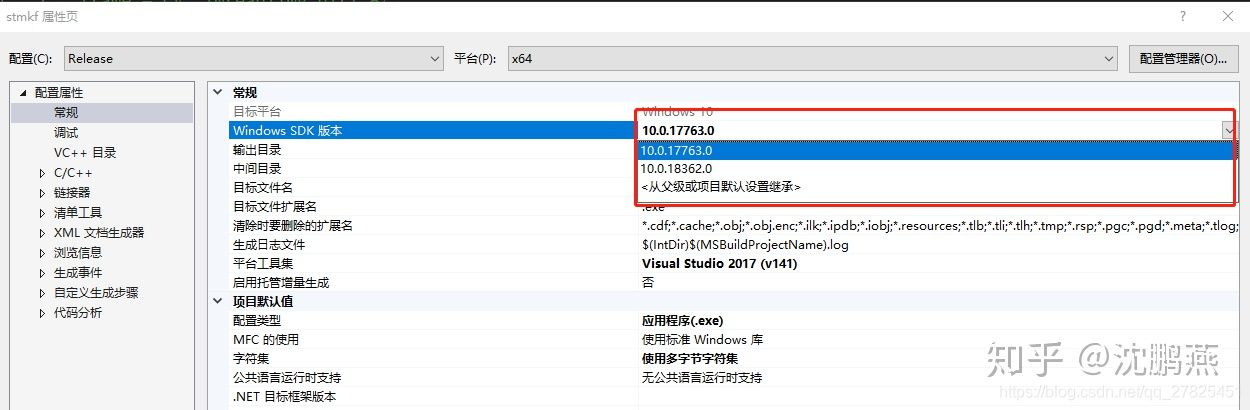 stmkf 属性页
配置(C): Release 平台(P): x64 配置管理器(O)...
配置属性
常规
调试
VC++ 目录
C/C++
链接器
清单工具
XML 文档生成器
浏览信息
生成事件
自定义生成步骤
代码分析
常规
目标平台 Windows 10
Windows SDK 版本 10.0.17763.0
输出目录 10.0.17763.0
中间目录 10.0.18362.0
目标文件名 <从父级或项目默认设置继承>
目标文件扩展名 .exe
清除时要删除的扩展名 *.cdf;*.cache;*.obj;*.obj.enc;*.ilk;*.ipdb;*.iobj;*.resources;*.tlb;*.tli;*.tlh;*.tmp;*.rsp;*.pgc;*.pgd;*.meta;*.tlog;
生成日志文件 $(IntDir)$(MSBuildProjectName).log
平台工具集 Visual Studio 2017 (v141)
启用托管增量生成 否
项目默认值
配置类型 应用程序(.exe)
MFC 的使用 使用标准 Windows 库
字符集 使用多字节字符集
公共语言运行时支持 无公共语言运行时支持
.NET 目标框架版本
知乎 @沈鹏燕
https://blog.csdn.net/qq_27825451